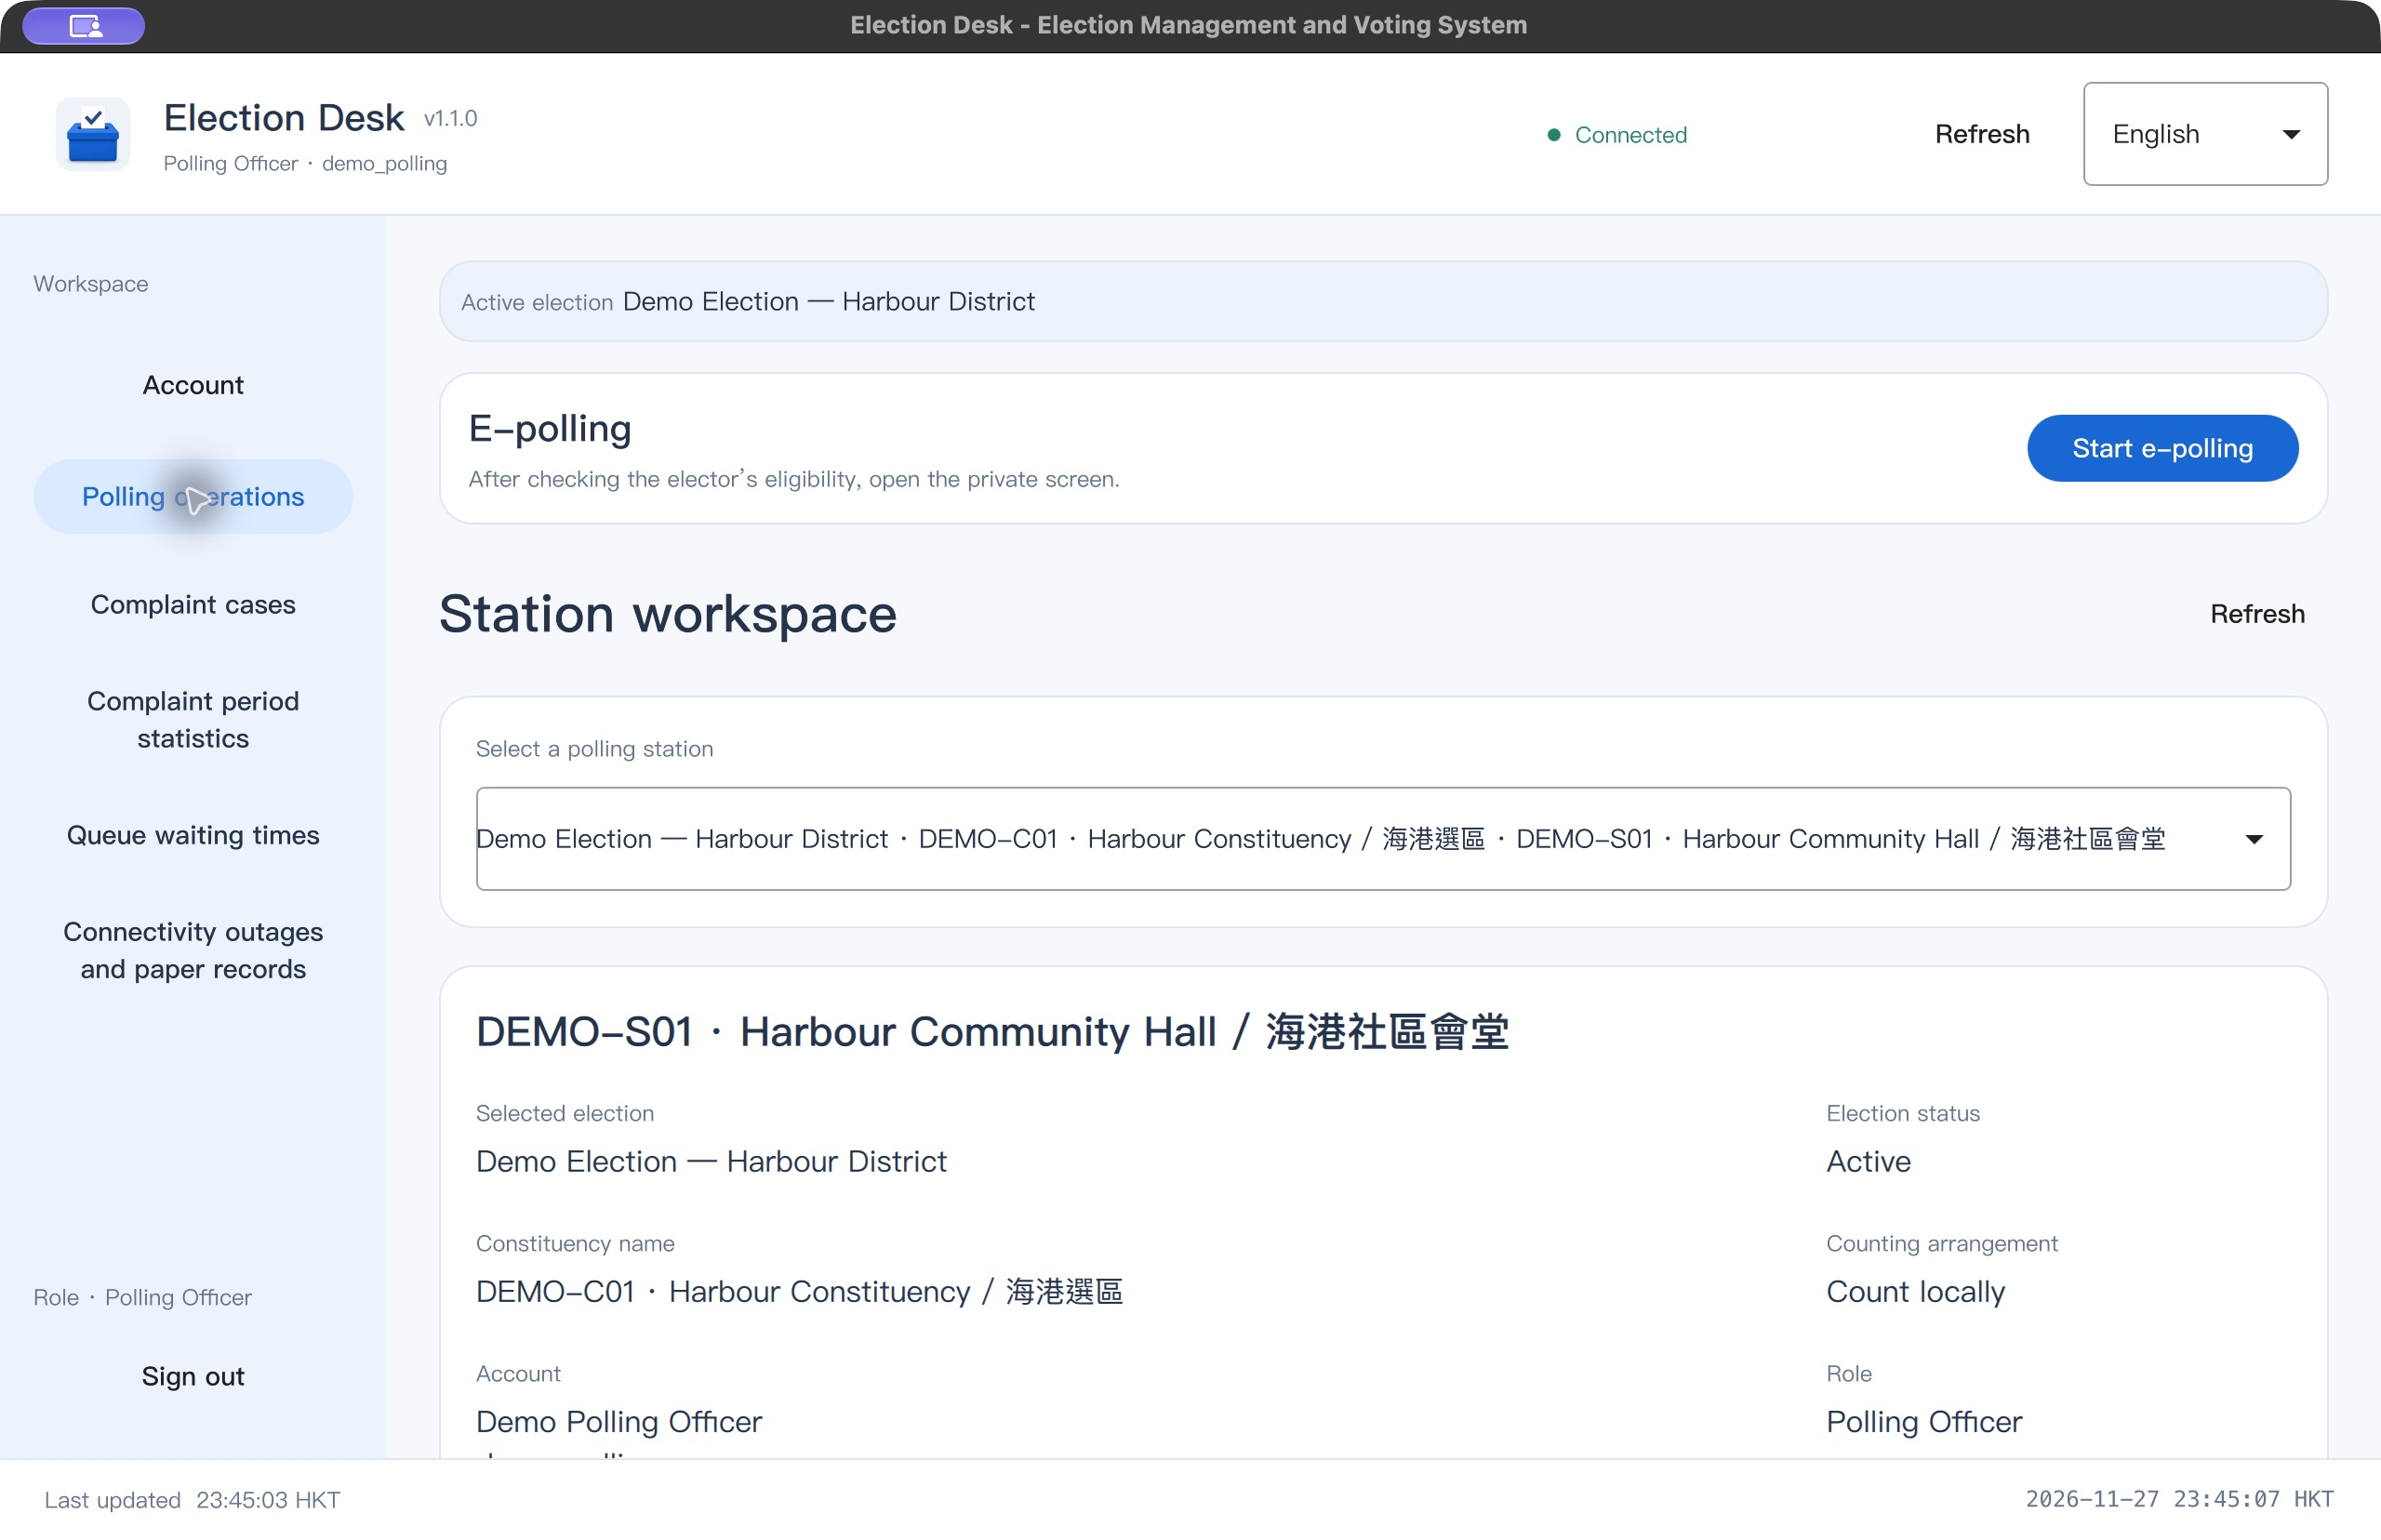 Election Desk - Election Management and Voting System
Election Desk v1.1.0
Polling Officer · demo_polling
Connected
Refresh
English
Workspace
Account
Polling operations
Complaint cases
Complaint period
statistics
Queue waiting times
Connectivity outages
and paper records
Role · Polling Officer
Sign out
Active election Demo Election — Harbour District
E-polling
After checking the elector's eligibility, open the private screen.
Start e-polling
Station workspace
Refresh
Select a polling station
Demo Election — Harbour District · DEMO-C01 · Harbour Constituency / 海港選區 · DEMO-S01 · Harbour Community Hall / 海港社區會堂
DEMO-S01 · Harbour Community Hall / 海港社區會堂
Selected election
Demo Election — Harbour District
Election status
Active
Constituency name
DEMO-C01 · Harbour Constituency / 海港選區
Counting arrangement
Count locally
Account
Demo Polling Officer
Role
Polling Officer
Last updated 23:45:03 HKT
2026-11-27 23:45:07 HKT